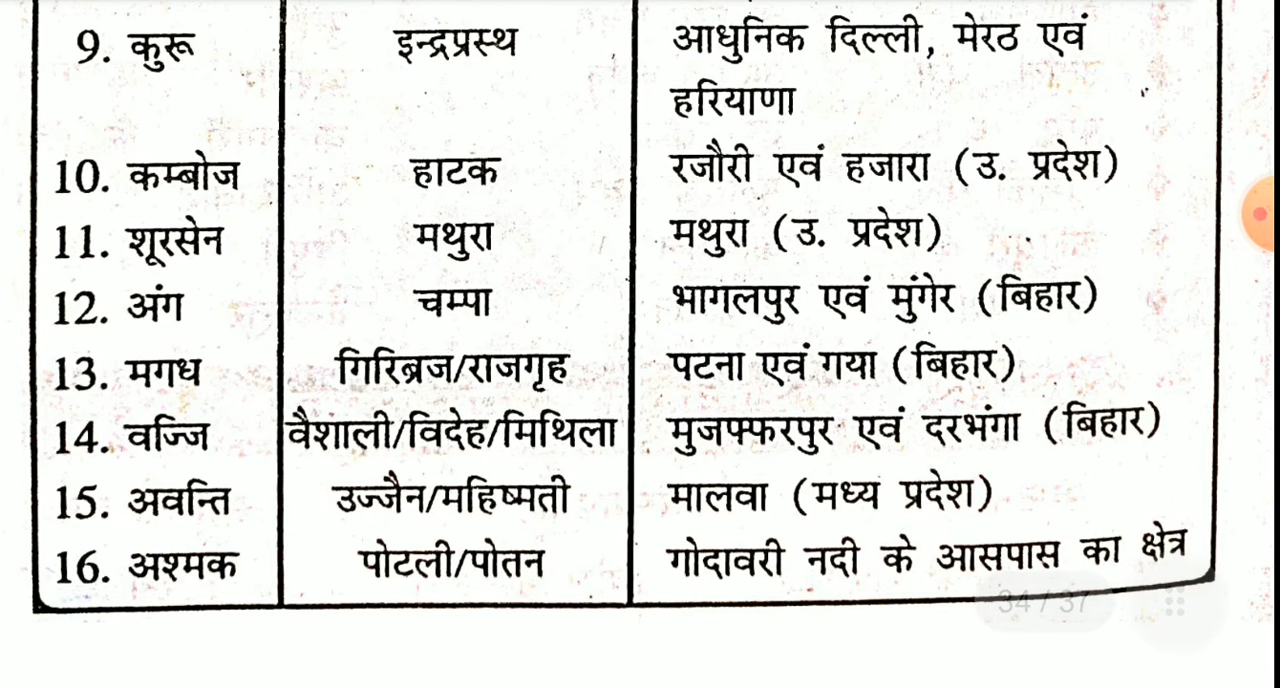 9. कुरू इन्द्रप्रस्थ आधुनिक दिल्ली, मेरठ एवं
हरियाणा
10. कम्बोज हाटक रजौरी एवं हजारा (उ. प्रदेश)
11. शूरसेन मथुरा मथुरा (उ. प्रदेश)
12. अंग चम्पा भागलपुर एवं मुंगेर (बिहार)
13. मगध गिरिब्रज/राजगृह पटना एवं गया (बिहार)
14. वज्जि वैशाली/विदेह/मिथिला मुजफ्फरपुर एवं दरभंगा (बिहार)
15. अवन्ति उज्जैन/महिष्मती मालवा (मध्य प्रदेश)
16. अश्मक पोटली/पोतन गोदावरी नदी के आसपास का क्षेत्र
34 / 37